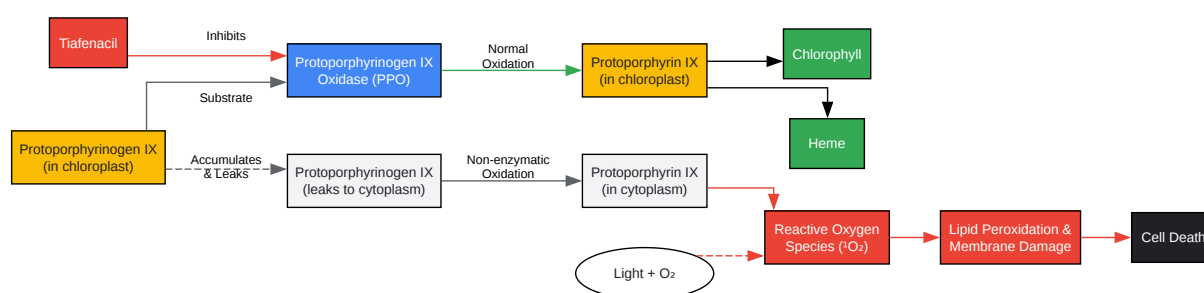 Tiafenacil
Inhibits
Protoporphyrinogen IX
Oxidase (PPO)
Normal
Oxidation
Protoporphyrin IX
(in chloroplast)
Chlorophyll
Heme
Substrate
Protoporphyrinogen IX
(in chloroplast)
Accumulates
& Leaks
Protoporphyrinogen IX
(leaks to cytoplasm)
Non-enzymatic
Oxidation
Protoporphyrin IX
(in cytoplasm)
Reactive Oxygen
Species (¹O₂)
Lipid Peroxidation &
Membrane Damage
Cell Death
Light + O₂